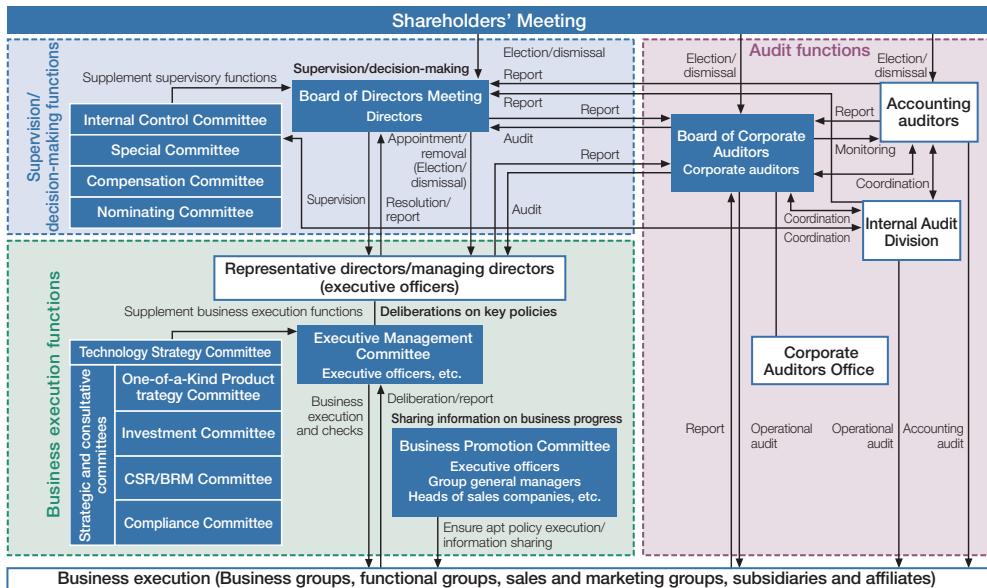 Shareholders' Meeting
Supervision/
decision-making functions
Supplement supervisory functions
Internal Control Committee
Special Committee
Compensation Committee
Nominating Committee
Election/dismissal
Supervision/decision-making
Board of Directors Meeting
Directors
Report
Report
Report
Audit
Appointment/
removal
(Election/
dismissal)
Supervision
Resolution/
report
Report
Audit
Audit functions
Election/
dismissal
Election/
dismissal
Accounting
auditors
Report
Board of Corporate
Auditors
Corporate auditors
Monitoring
Coordination
Coordination
Coordination
Internal Audit
Division
Corporate
Auditors Office
Report
Operational
audit
Operational
audit
Accounting
audit
Business execution functions
Representative directors/managing directors
(executive officers)
Supplement business execution functions
Deliberations on key policies
Technology Strategy Committee
Strategic and consultative
committees
One-of-a-Kind Product
trategy Committee
Investment Committee
CSR/BRM Committee
Compliance Committee
Executive Management
Committee
Executive officers, etc.
Business
execution
and checks
Deliberation/report
Sharing information on business progress
Business Promotion Committee
Executive officers
Group general managers
Heads of sales companies, etc.
Ensure apt policy execution/
information sharing
Business execution (Business groups, functional groups, sales and marketing groups, subsidiaries and affiliates)